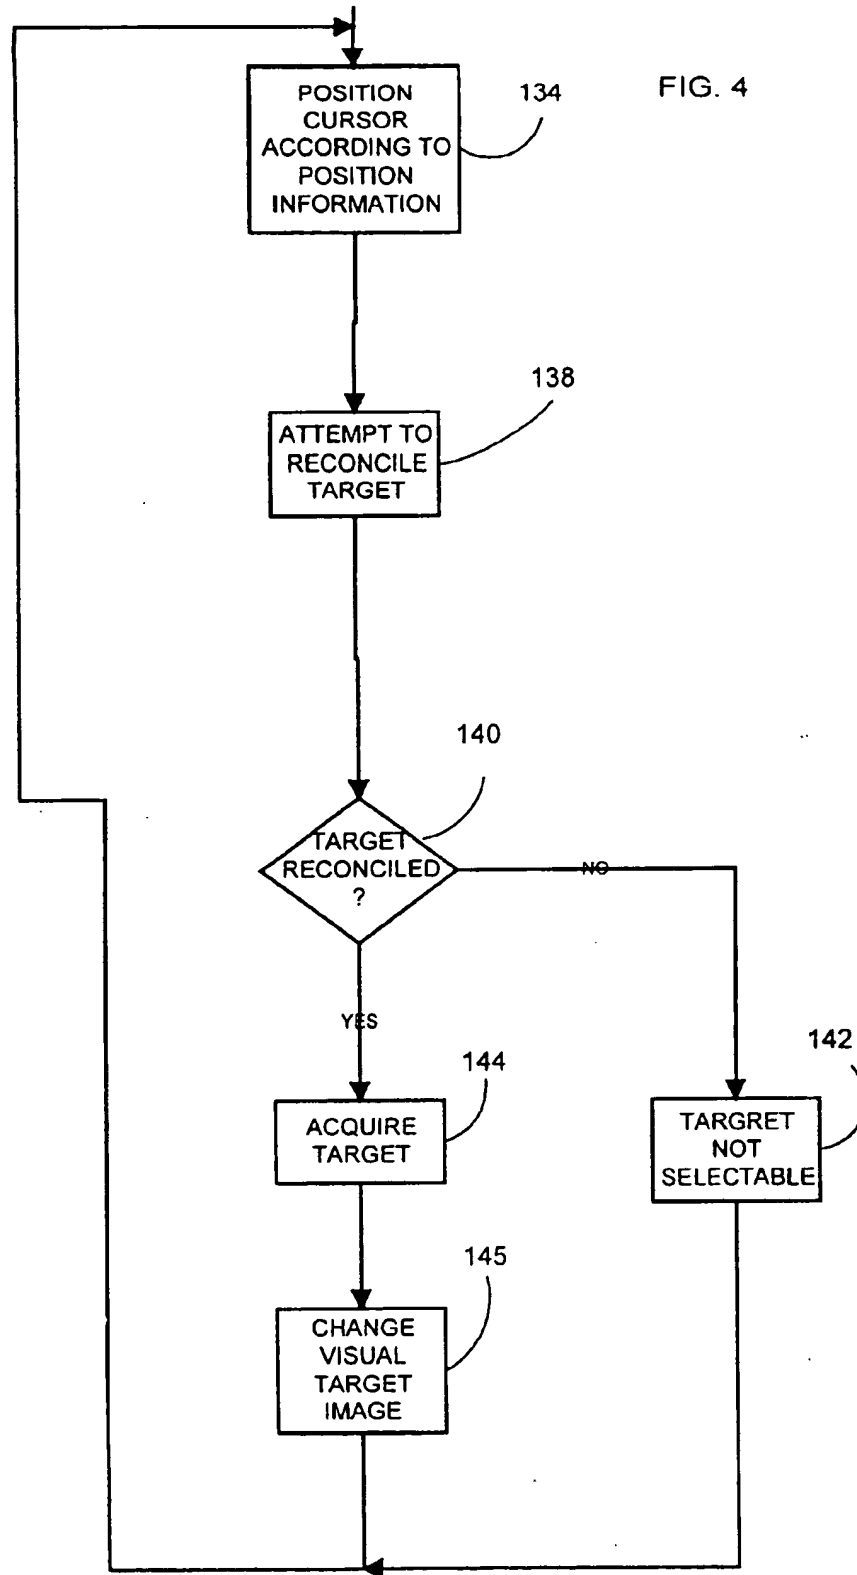 FIG. 4
134
POSITION
CURSOR
ACCORDING TO
POSITION
INFORMATION
138
ATTEMPT TO
RECONCILE
TARGET
140
TARGET
RECONCILED
?
NO
YES
144
ACQUIRE
TARGET
142
TARGRET
NOT
SELECTABLE
145
CHANGE
VISUAL
TARGET
IMAGE